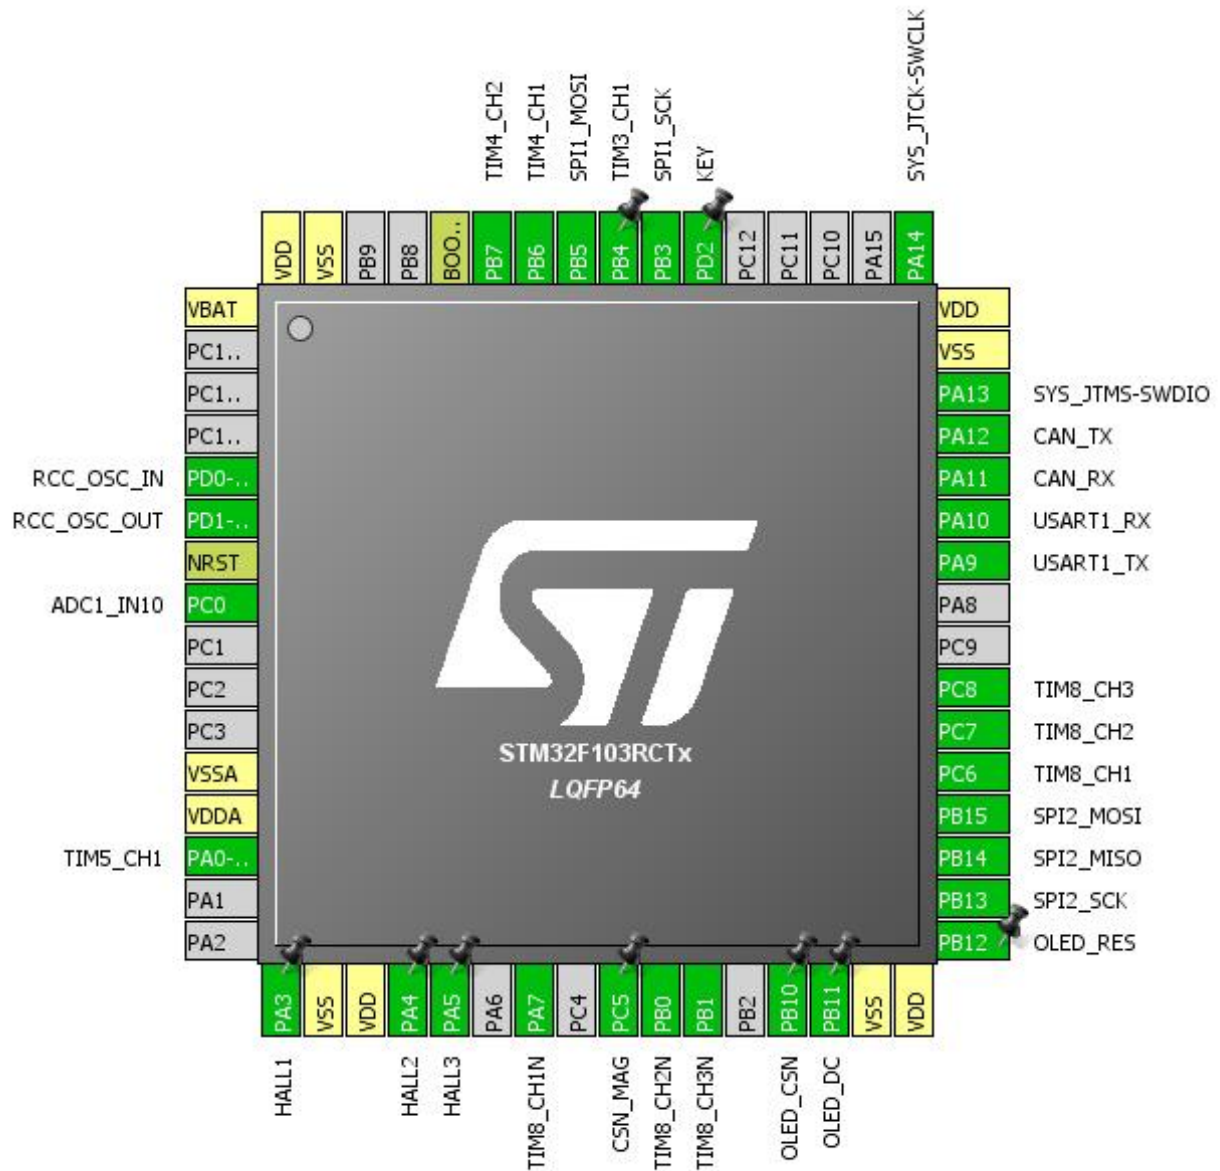 TIM4_CH2
TIM4_CH1
SPI1_MOSI
TIM3_CH1
SPI1_SCK
KEY
SYS_JTCK-SWCLK
VDD
VSS
PB9
PB8
BOO..
PB7
PB6
PB5
PB4
PB3
PD2
PC12
PC11
PC10
PA15
PA14
VBAT
PC1..
PC1..
PC1..
RCC_OSC_IN PD0-..
RCC_OSC_OUT PD1-..
NRST
ADC1_IN10 PC0
PC1
PC2
PC3
VSSA
VDDA
TIM5_CH1 PA0-..
PA1
PA2
ST
STM32F103RCTx
LQFP64
VDD
VSS
PA13 SYS_JTMS-SWDIO
PA12 CAN_TX
PA11 CAN_RX
PA10 USART1_RX
PA9 USART1_TX
PA8
PC9
PC8 TIM8_CH3
PC7 TIM8_CH2
PC6 TIM8_CH1
PB15 SPI2_MOSI
PB14 SPI2_MISO
PB13 SPI2_SCK
PB12 OLED_RES
PA3
VSS
VDD
PA4
PA5
PA6
PA7
PC4
PC5
PB0
PB1
PB2
PB10
PB11
VSS
VDD
HALL1
HALL2
HALL3
TIM8_CH1N
CSN_MAG
TIM8_CH2N
TIM8_CH3N
OLED_CSN
OLED_DC